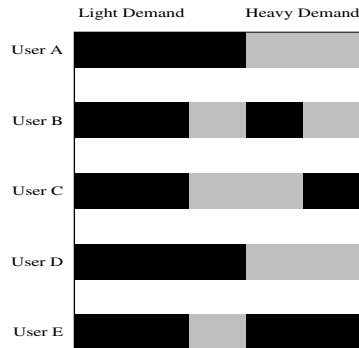 Light Demand Heavy Demand
User A
User B
User C
User D
User E